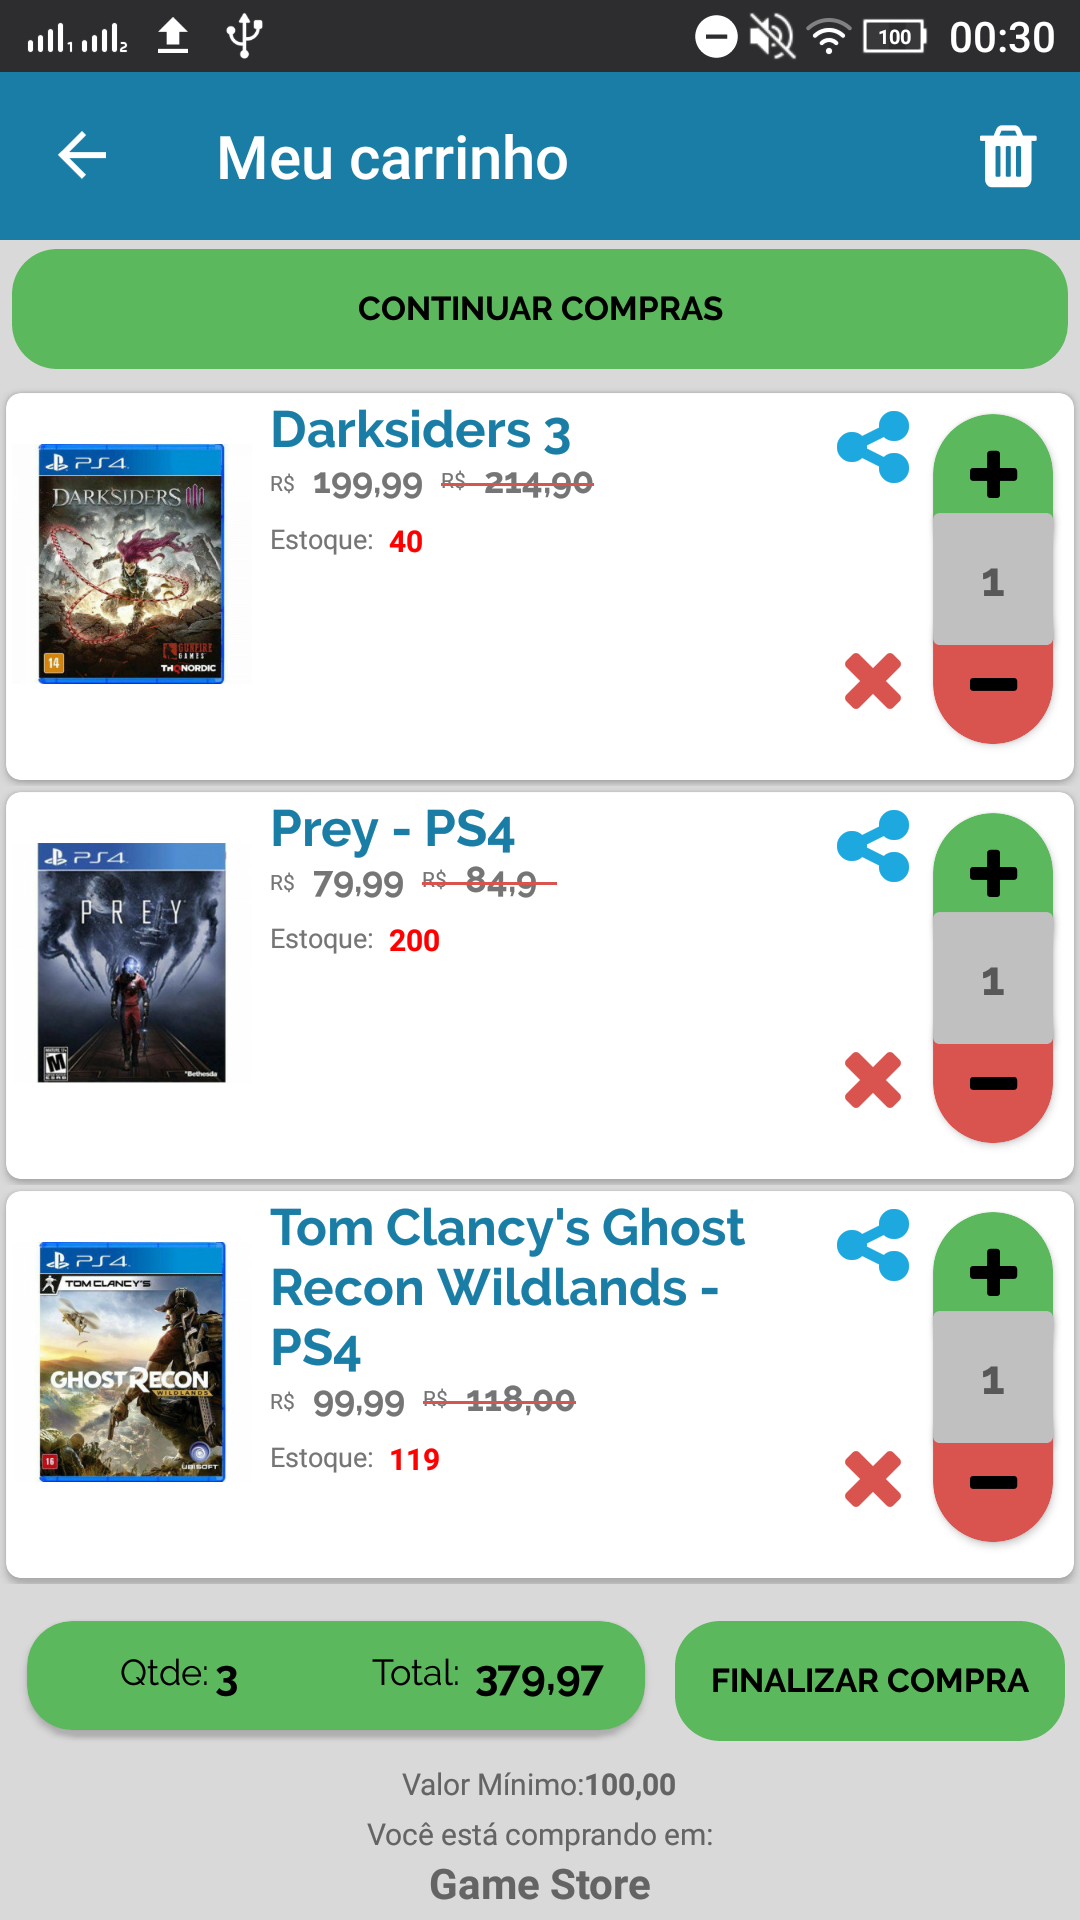 1 2 100 00:30
Meu carrinho
CONTINUAR COMPRAS
Darksiders 3
R$ 199,99 R$ 214,90
Estoque: 40
1
PS4
DARKSIDERS III
14
GUNFIRE GAMES
THQ NORDIC
Prey - PS4
R$ 79,99 R$ 84,9
Estoque: 200
1
PS4
PREY
M
Bethesda
Tom Clancy's Ghost
Recon Wildlands -
PS4
R$ 99,99 R$ 118,00
Estoque: 119
1
PS4
TOM CLANCY'S
GHOST RECON
WILDLANDS
16
UBISOFT
Qtde: 3 Total: 379,97
FINALIZAR COMPRA
Valor Mínimo:100,00
Você está comprando em:
Game Store